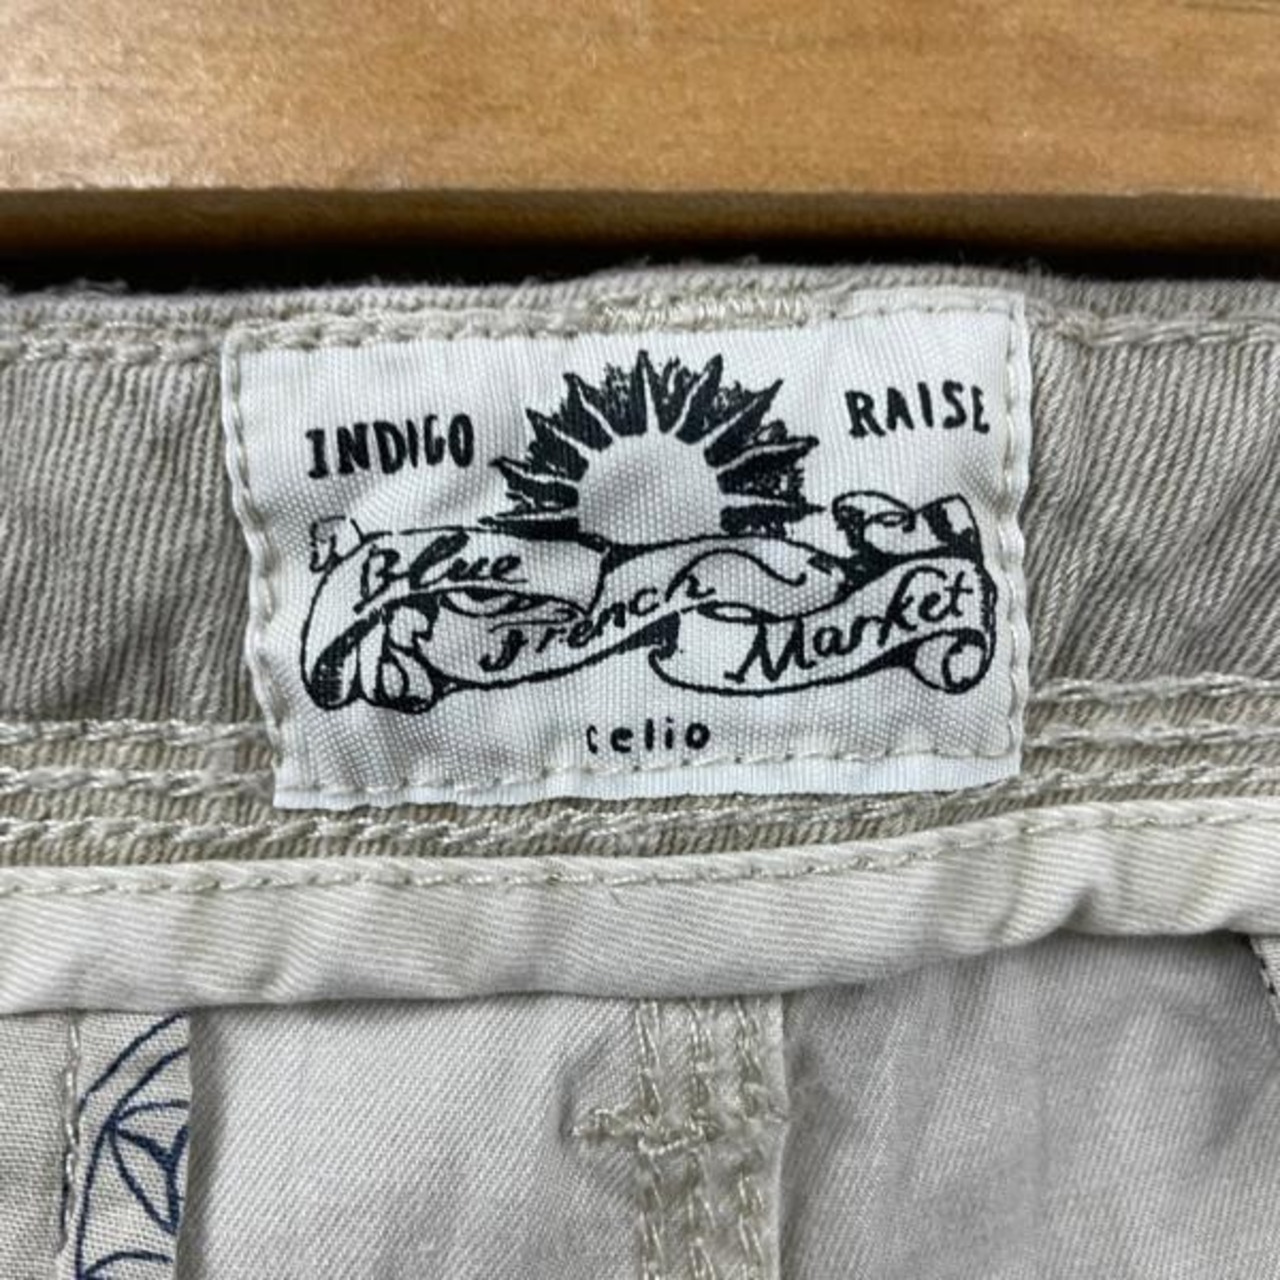 INDIGO RAISE
Blue French Market
celio